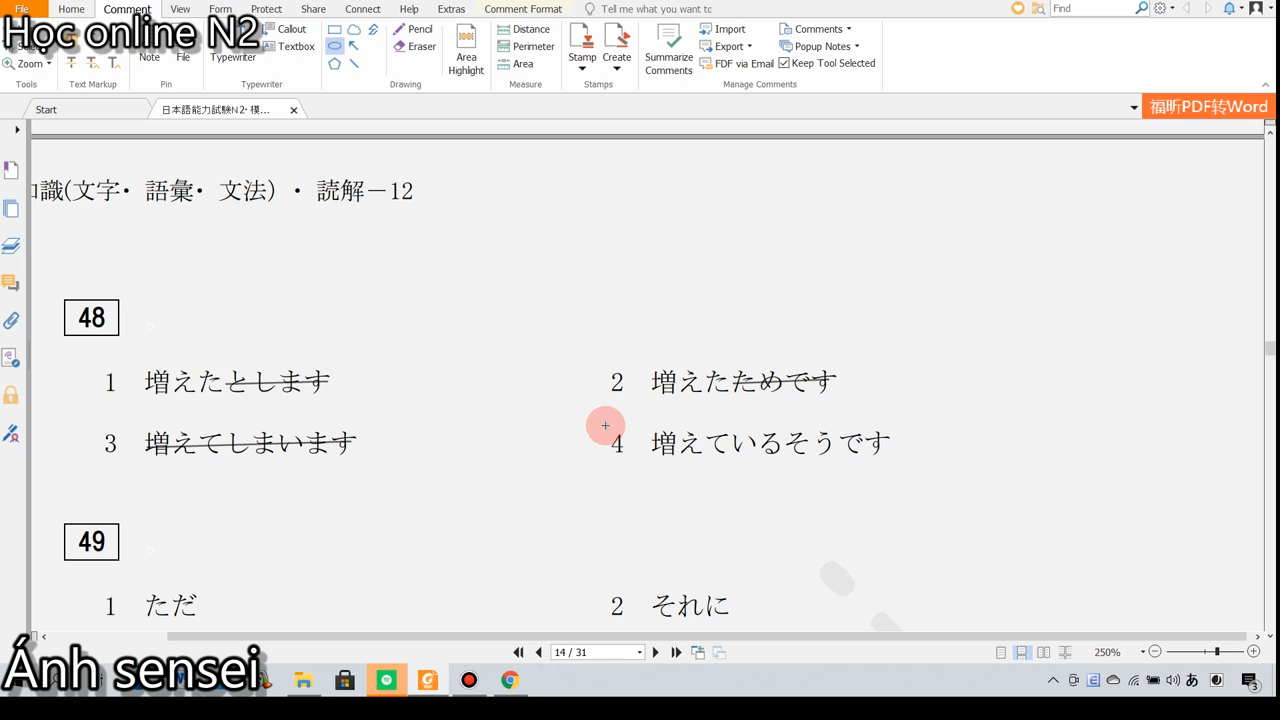 File Home Comment View Form Protect Share Connect Help Extras Comment Format Tell me what you want tc Find
Học online N2
Zoom
Note File Typewriter
Callout
Textbox
Pencil
Eraser
Area Highlight
Distance
Perimeter
Area
Stamp Create
Summarize Comments
Import
Export
FDF via Email
Comments
Popup Notes
Keep Tool Selected
Tools Text Markup Pin Typewriter Drawing Measure Stamps Manage Comments
Start 日本語能力試験N2・模...
福昕PDF转Word
識(文字・語彙・文法)・読解－12
48
1 増えたとします 2 増えたためです
3 増えてしまいます 4 増えているそうです
49
1 ただ 2 それに
14 / 31
250%
Ánh sensei
あ
3